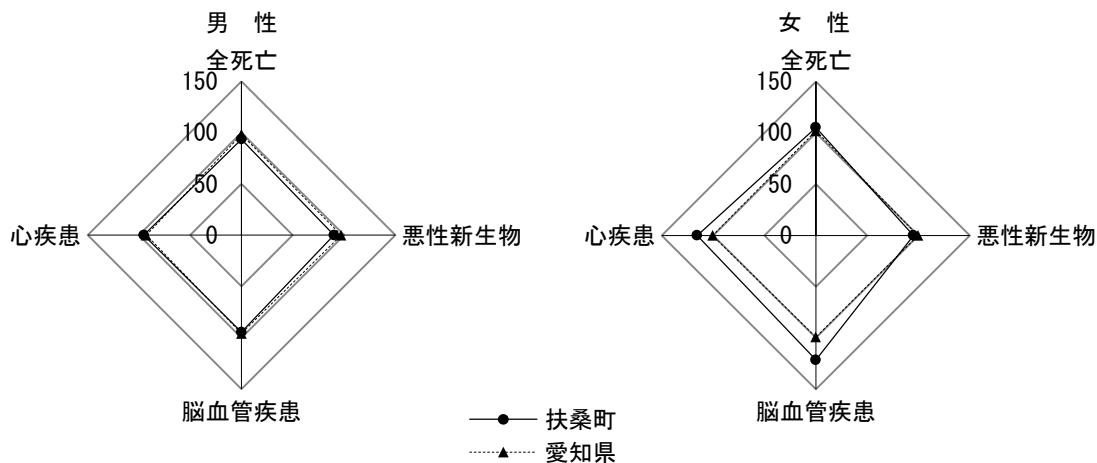 男　性
全死亡
150
100
50
0
心疾患
悪性新生物
脳血管疾患
女　性
全死亡
150
100
50
0
心疾患
悪性新生物
脳血管疾患
扶桑町
愛知県